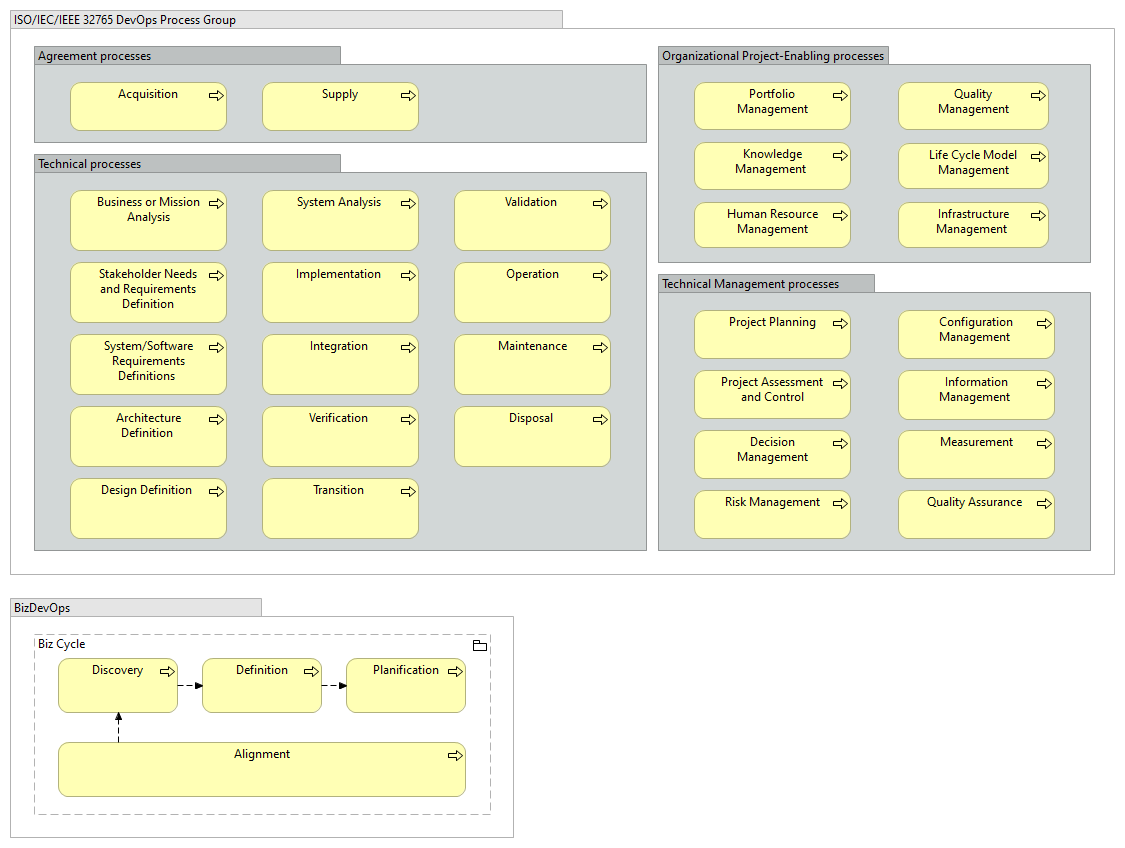 ISO/IEC/IEEE 32765 DevOps Process Group
Agreement processes
Acquisition
Supply
Technical processes
Business or Mission
Analysis
System Analysis
Validation
Stakeholder Needs
and Requirements
Definition
Implementation
Operation
System/Software
Requirements
Definitions
Integration
Maintenance
Architecture
Definition
Verification
Disposal
Design Definition
Transition
Organizational Project-Enabling processes
Portfolio
Management
Quality
Management
Knowledge
Management
Life Cycle Model
Management
Human Resource
Management
Infrastructure
Management
Technical Management processes
Project Planning
Configuration
Management
Project Assessment
and Control
Information
Management
Decision
Management
Measurement
Risk Management
Quality Assurance
BizDevOps
Biz Cycle
Discovery
Definition
Planification
Alignment